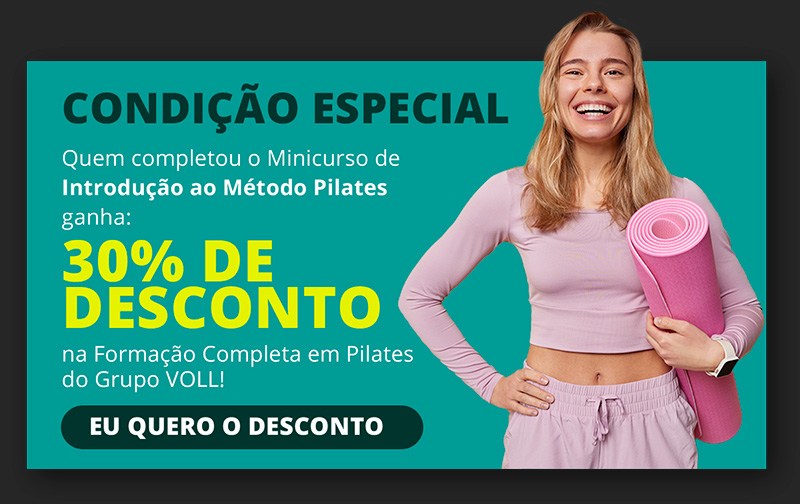 CONDIÇÃO ESPECIAL
Quem completou o Minicurso de
Introdução ao Método Pilates
ganha:
30% DE
DESCONTO
na Formação Completa em Pilates
do Grupo VOLL!
EU QUERO O DESCONTO